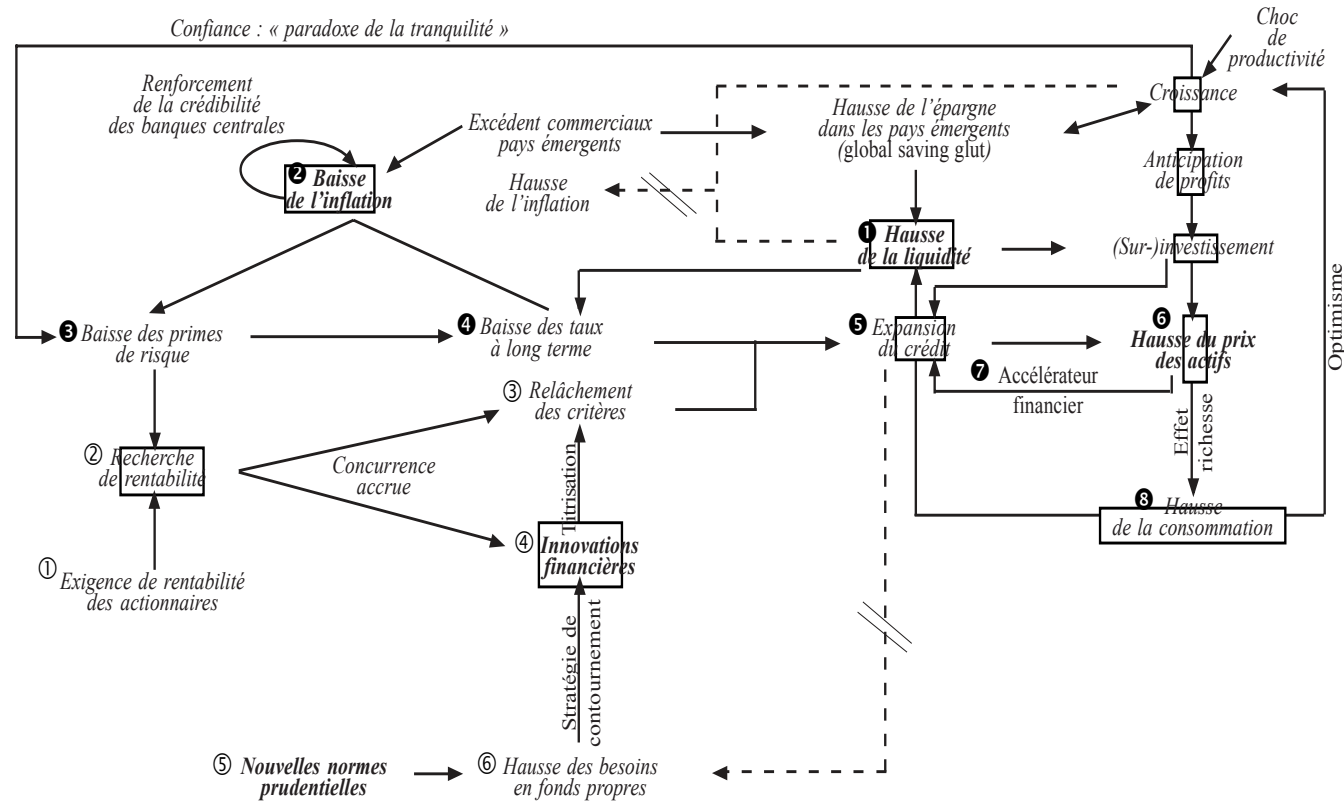 Confiance : « paradoxe de la tranquilité »
Choc
de
productivité
Renforcement
de la crédibilité
des banques centrales
Excédent commerciaux
pays émergents
Hausse de l'épargne
dans les pays émergents
(global saving glut)
Croissance
Anticipation
de profits
❷ Baisse
de l'inflation
Hausse
de l'inflation
❶ Hausse
de la liquidité
(Sur-)investissement
Optimisme
❸ Baisse des primes
de risque
❹ Baisse des taux
à long terme
❺ Expansion
du crédit
❻
Hausse du prix
des actifs
❼ Accélérateur
financier
③ Relâchement
des critères
Effet
richesse
② Recherche
de rentabilité
Concurrence
accrue
Titrisation
❽ Hausse
de la consommation
④ Innovations
financières
① Exigence de rentabilité
des actionnaires
Stratégie de
contournement
⑤ Nouvelles normes
prudentielles
⑥ Hausse des besoins
en fonds propres